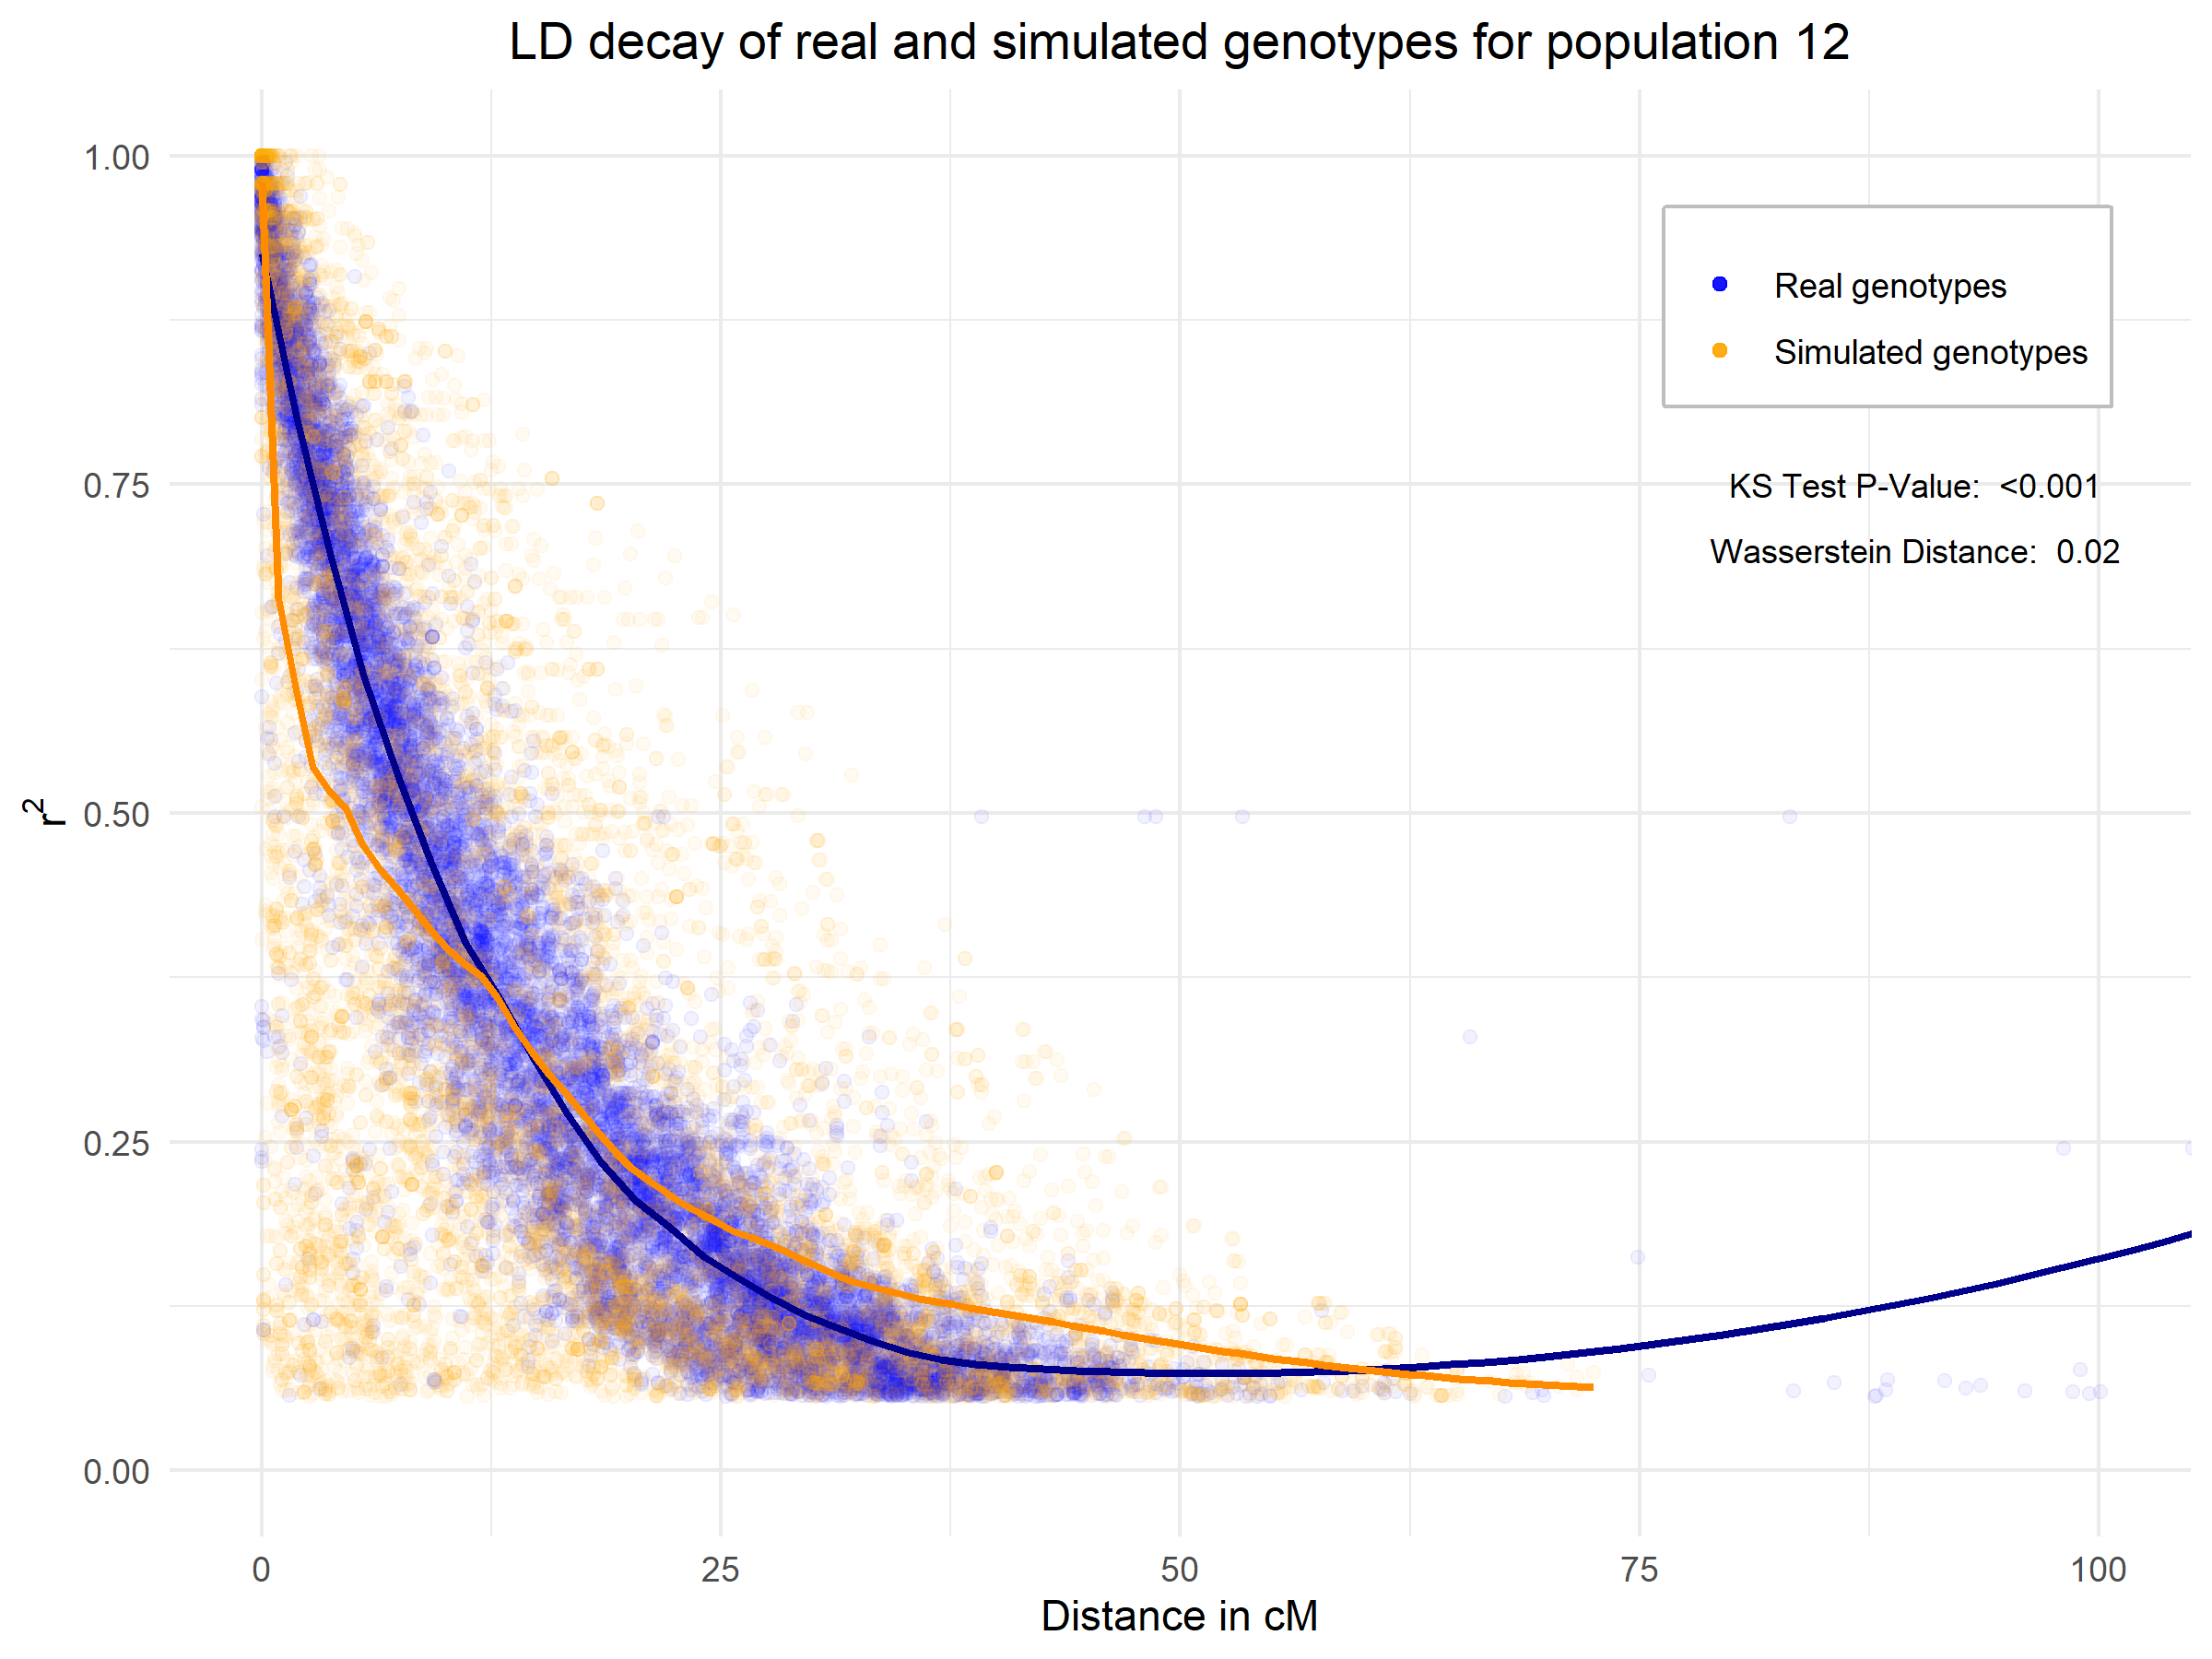 LD decay of real and simulated genotypes for population 12
1.00
0.75
0.50
0.25
0.00
r²
Real genotypes
Simulated genotypes
KS Test P-Value: <0.001
Wasserstein Distance: 0.02
0 25 50 75 100
Distance in cM